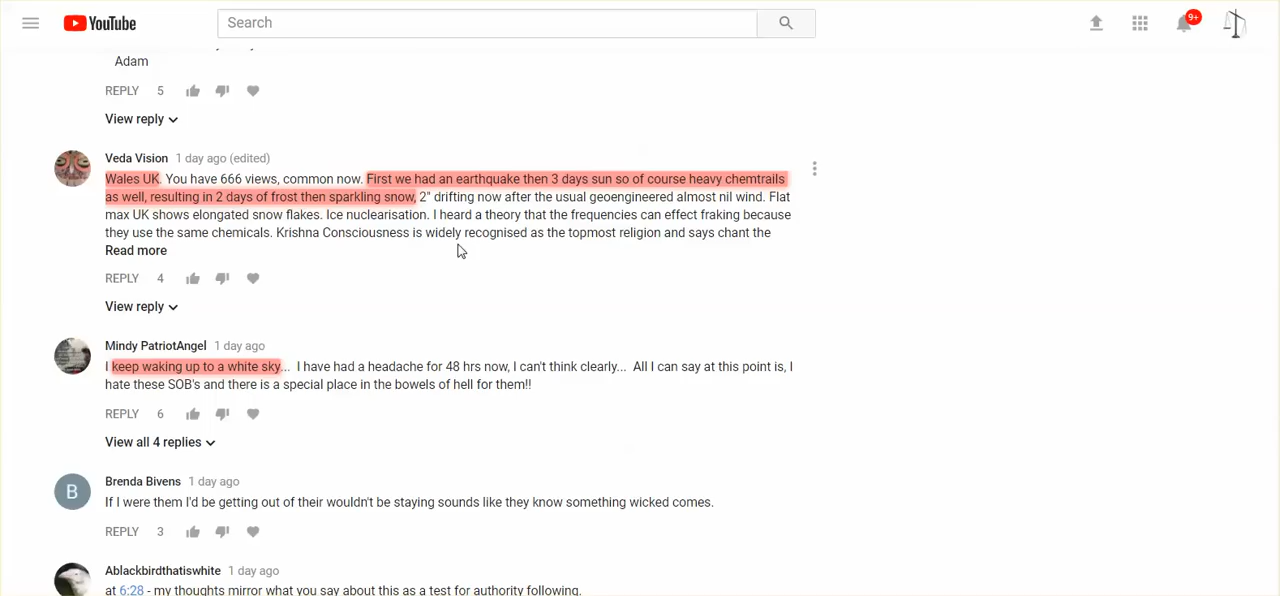 YouTube
Search
9+
Adam
REPLY 5
View reply
Veda Vision 1 day ago (edited)
Wales UK. You have 666 views, common now. First we had an earthquake then 3 days sun so of course heavy chemtrails
as well, resulting in 2 days of frost then sparkling snow, 2" drifting now after the usual geoengineered almost nil wind. Flat
max UK shows elongated snow flakes. Ice nuclearisation. I heard a theory that the frequencies can effect fraking because
they use the same chemicals. Krishna Consciousness is widely recognised as the topmost religion and says chant the
Read more
REPLY 4
View reply
Mindy PatriotAngel 1 day ago
I keep waking up to a white sky... I have had a headache for 48 hrs now, I can't think clearly... All I can say at this point is, I
hate these SOB's and there is a special place in the bowels of hell for them!!
REPLY 6
View all 4 replies
B
Brenda Bivens 1 day ago
If I were them I'd be getting out of their wouldn't be staying sounds like they know something wicked comes.
REPLY 3
Ablackbirdthatiswhite 1 day ago
at 6:28 - my thoughts mirror what you say about this as a test for authority following.